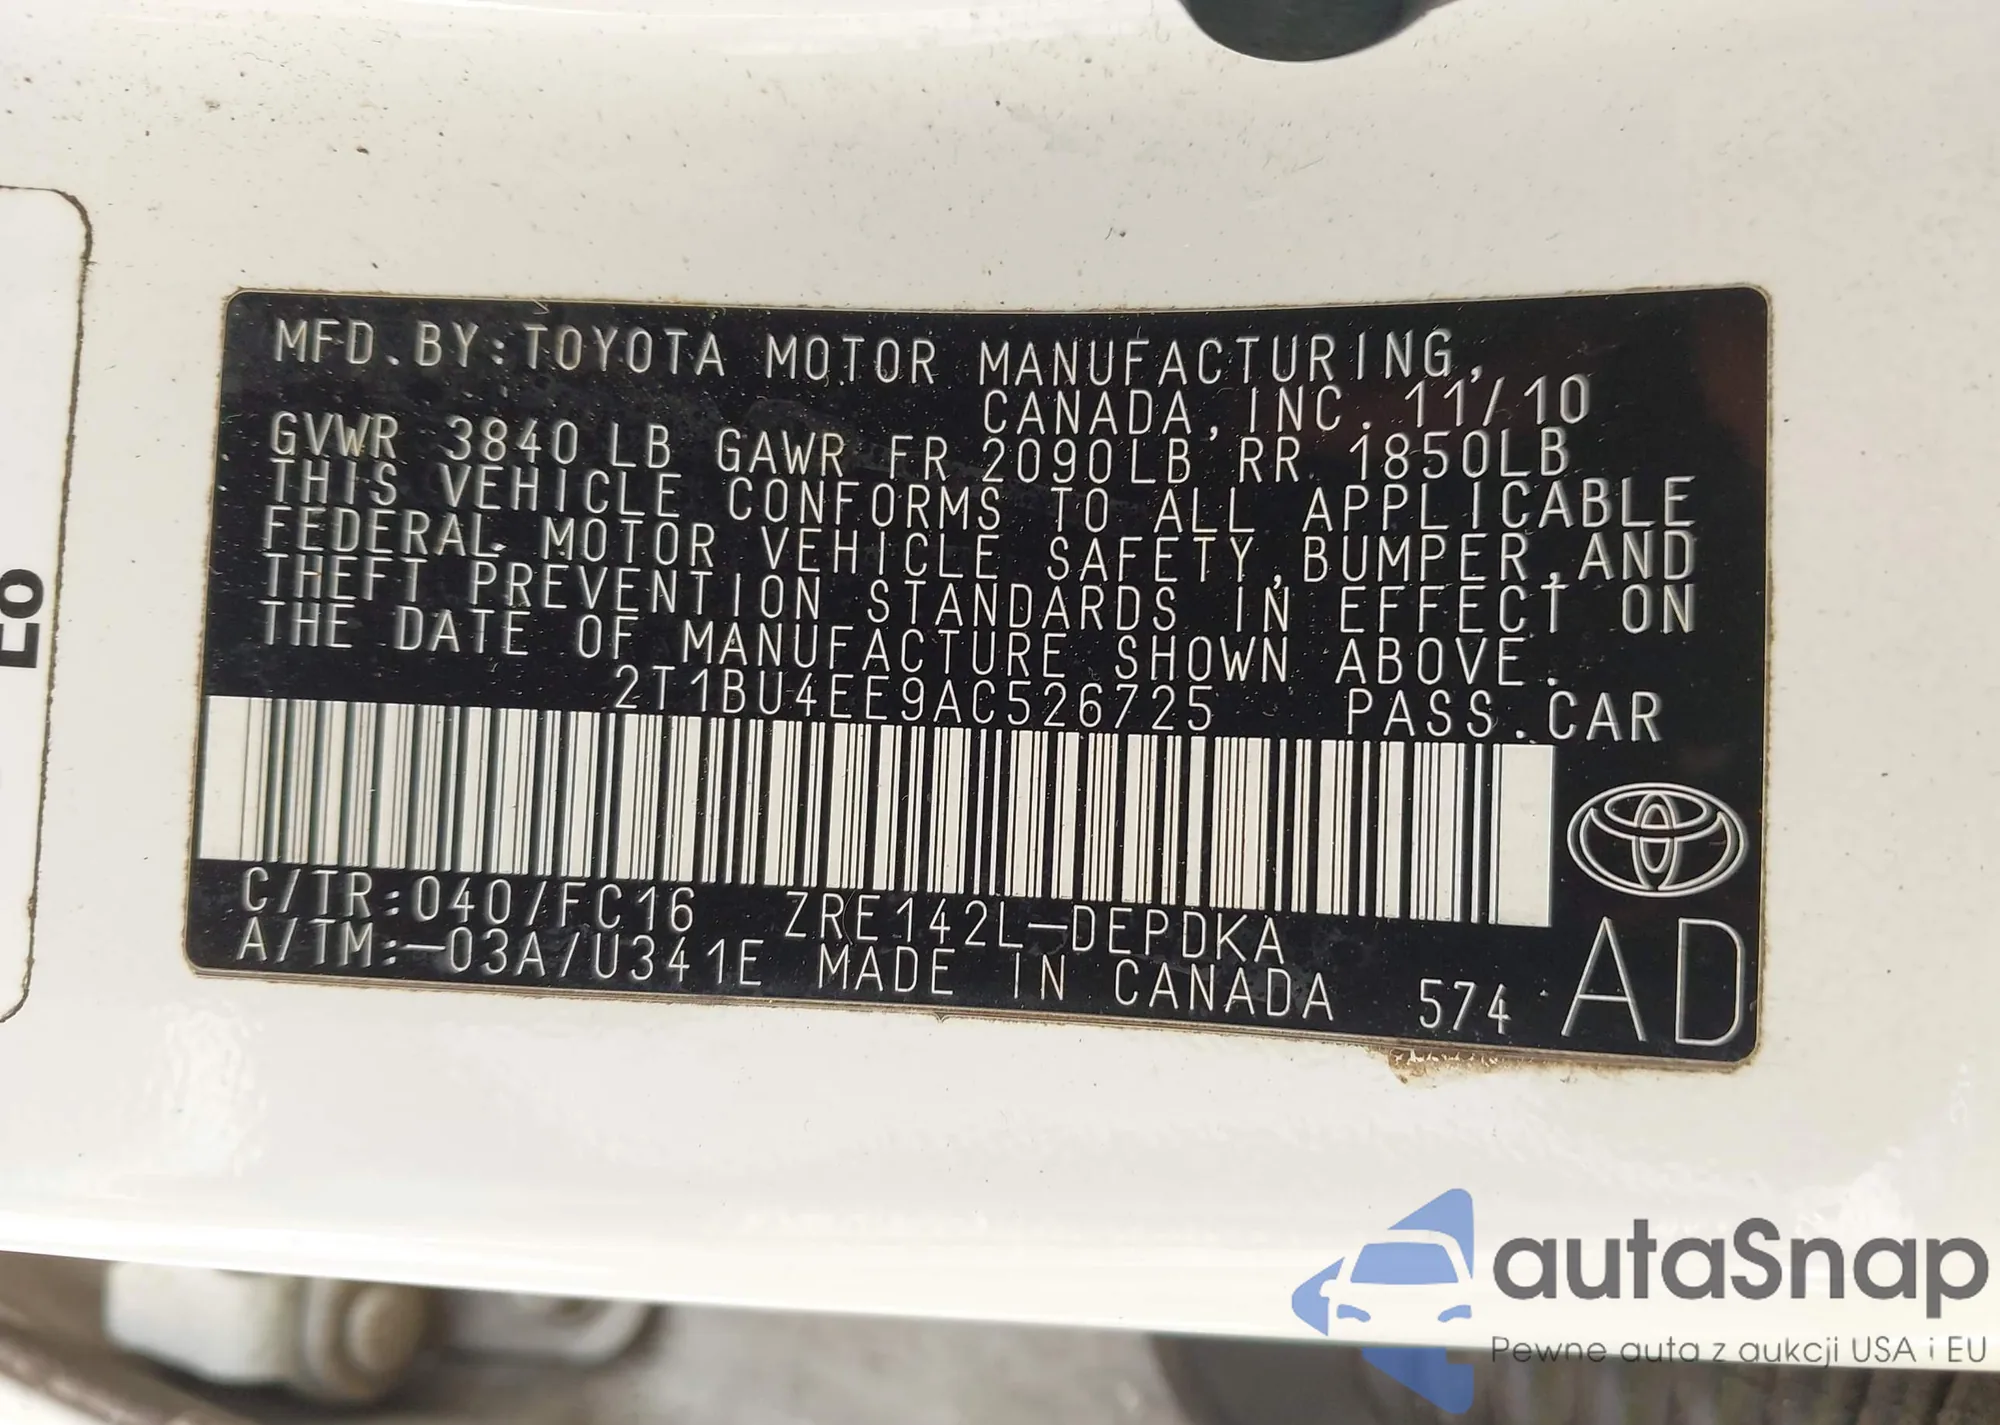 MFD.BY:TOYOTA MOTOR MANUFACTURING,
CANADA,INC. 11/10
GVWR 3840 LB GAWR FR 2090LB RR 1850LB
THIS VEHICLE CONFORMS TO ALL APPLICABLE
FEDERAL MOTOR VEHICLE SAFETY,BUMPER,AND
THEFT PREVENTION STANDARDS IN EFFECT ON
THE DATE OF MANUFACTURE SHOWN ABOVE.
2T1BU4EE9AC526725 PASS.CAR
C/TR:040/FC16 ZRE142L-DEPDKA
A/TM:-03A/U341E MADE IN CANADA 574 AD
EO
autaSnap
Pewne auta z aukcji USA i EU